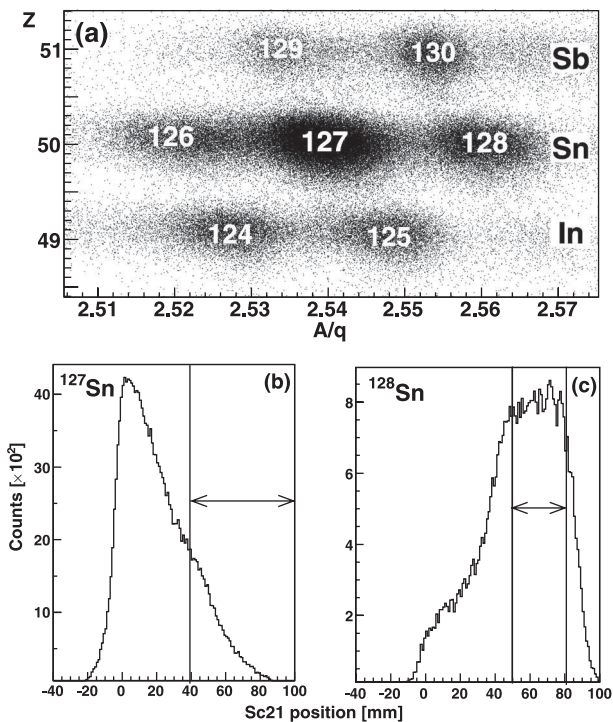 Z
(a)
51
129
130
Sb
50
126
127
128
Sn
49
124
125
In
2.51 2.52 2.53 2.54 2.55 2.56 2.57
A/q
127Sn
(b)
Counts [×10²]
40
30
20
10
-40 -20 0 20 40 60 80 100
128Sn
(c)
8
6
4
2
-40 -20 0 20 40 60 80 100
Sc21 position [mm]